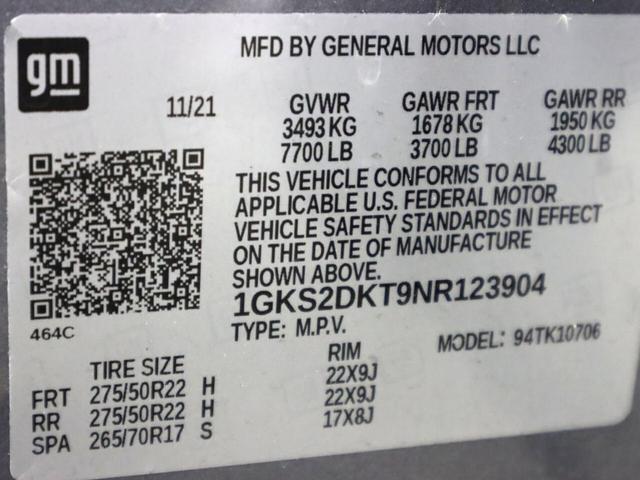 gm
MFD BY GENERAL MOTORS LLC
11/21 GVWR GAWR FRT GAWR RR
3493 KG 1678 KG 1950 KG
7700 LB 3700 LB 4300 LB
THIS VEHICLE CONFORMS TO ALL
APPLICABLE U.S. FEDERAL MOTOR
VEHICLE SAFETY STANDARDS IN EFFECT
ON THE DATE OF MANUFACTURE
SHOWN ABOVE.
1GKS2DKT9NR123904
464C
TYPE: M.P.V. MODEL: 94TK10706
TIRE SIZE RIM
FRT 275/50R22 H 22X9J
RR 275/50R22 H 22X9J
SPA 265/70R17 S 17X8J